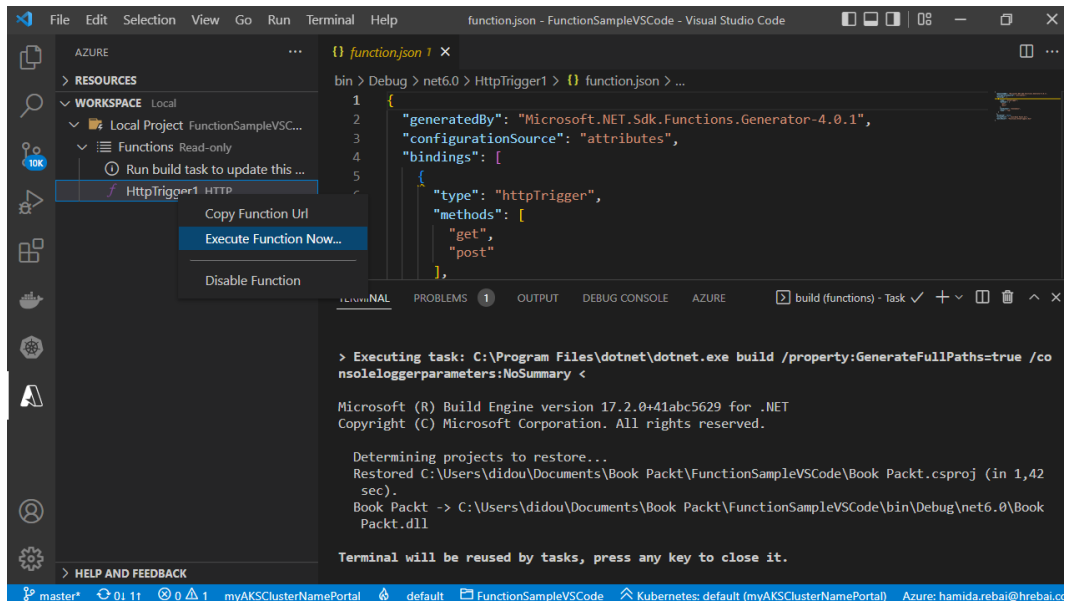 File Edit Selection View Go Run Terminal Help function.json - FunctionSampleVSCode - Visual Studio Code
AZURE ...
RESOURCES
WORKSPACE Local
Local Project FunctionSampleVSC...
Functions Read-only
Run build task to update this ...
HttpTrigger1 HTTP
Copy Function Url
Execute Function Now...
Disable Function
HELP AND FEEDBACK
10K
{} function.json 1
bin > Debug > net6.0 > HttpTrigger1 > {} function.json > ...
1 {
2 "generatedBy": "Microsoft.NET.Sdk.Functions.Generator-4.0.1",
3 "configurationSource": "attributes",
4 "bindings": [
5 {
"type": "httpTrigger",
"methods": [
"get",
"post"
],
TERMINAL PROBLEMS 1 OUTPUT DEBUG CONSOLE AZURE build (functions) - Task
> Executing task: C:\Program Files\dotnet\dotnet.exe build /property:GenerateFullPaths=true /co
nsoleloggerparameters:NoSummary <
Microsoft (R) Build Engine version 17.2.0+41abc5629 for .NET
Copyright (C) Microsoft Corporation. All rights reserved.
Determining projects to restore...
Restored C:\Users\didou\Documents\Book Packt\FunctionSampleVSCode\Book Packt.csproj (in 1,42
sec).
Book Packt -> C:\Users\didou\Documents\Book Packt\FunctionSampleVSCode\bin\Debug\net6.0\Book
Packt.dll
Terminal will be reused by tasks, press any key to close it.
master* 0↓ 1↑ 0 1 myAKSClusterNamePortal default FunctionSampleVSCode Kubernetes: default (myAKSClusterNamePortal) Azure: hamida.rebai@hrebai.co